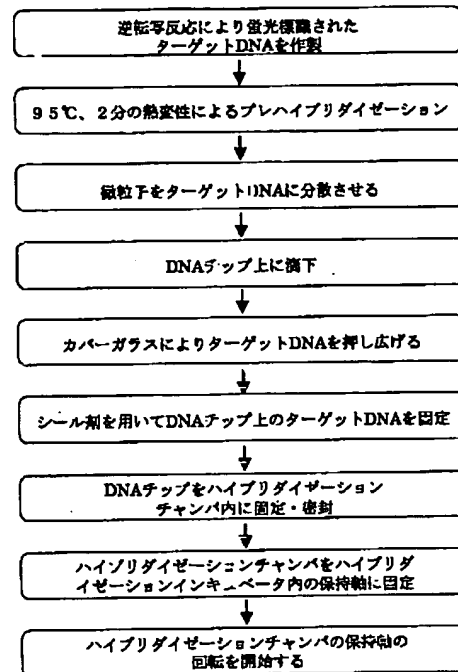 逆転写反応により蛍光標識された
ターゲットDNAを作製
95℃、2分の熱変性によるプレハイブリダイゼーション
微粒子をターゲットDNAに分散させる
DNAチップ上に滴下
カバーガラスによりターゲットDNAを押し広げる
シール剤を用いてDNAチップ上のターゲットDNAを固定
DNAチップをハイブリダイゼーション
チャンバ内に固定・密封
ハイブリダイゼーションチャンバをハイブリダ
イゼーションインキュベータ内の保持軸に固定
ハイブリダイゼーションチャンバの保持軸の
回転を開始する